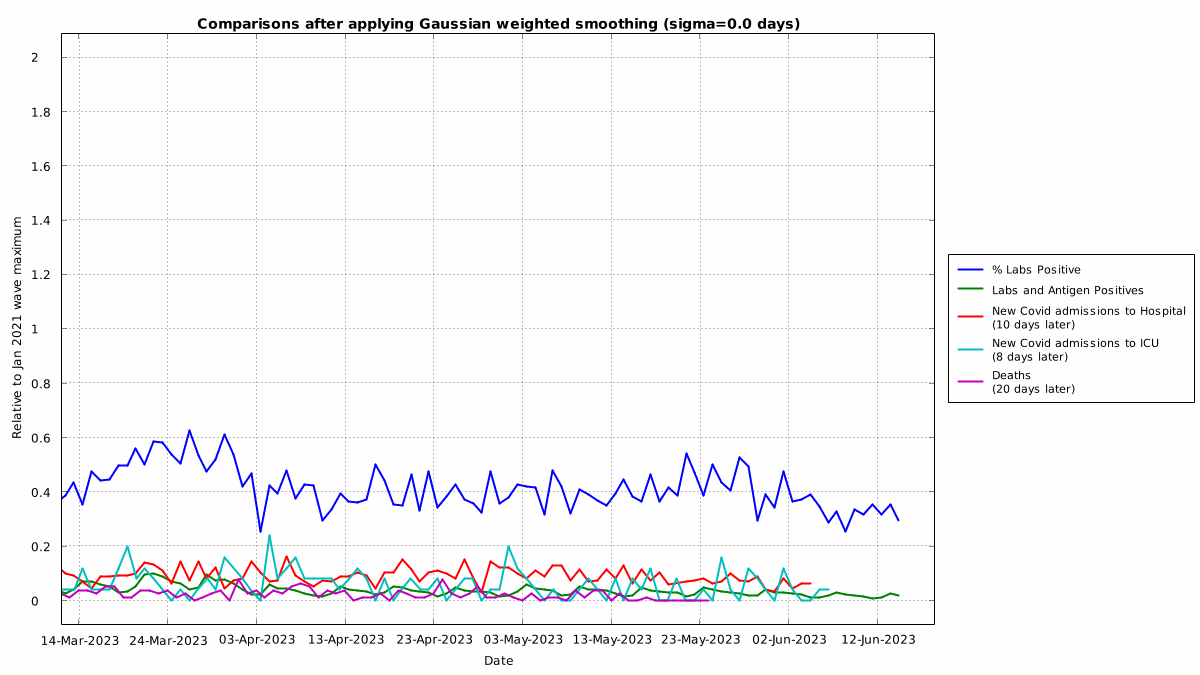 Comparisons after applying Gaussian weighted smoothing (sigma=0.0 days)
Relative to Jan 2021 wave maximum
2
1.8
1.6
1.4
1.2
1
0.8
0.6
0.4
0.2
0
14-Mar-2023 24-Mar-2023 03-Apr-2023 13-Apr-2023 23-Apr-2023 03-May-2023 13-May-2023 23-May-2023 02-Jun-2023 12-Jun-2023
Date
% Labs Positive
Labs and Antigen Positives
New Covid admissions to Hospital
(10 days later)
New Covid admissions to ICU
(8 days later)
Deaths
(20 days later)